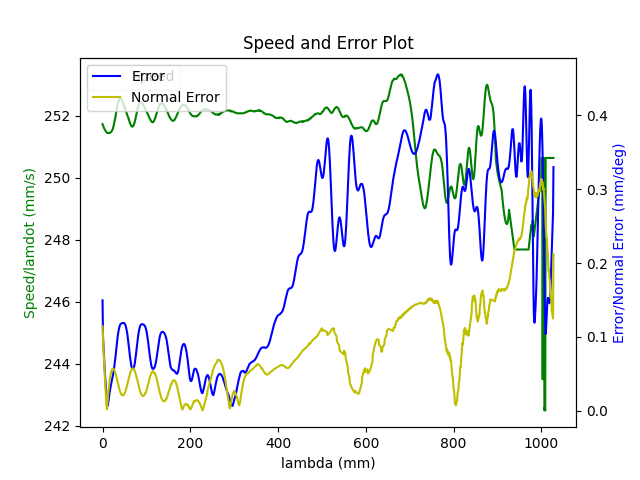 Speed and Error Plot
Error
Normal Error
Speed/lamdot (mm/s)
252
250
248
246
244
242
0.4
0.3
0.2
0.1
0.0
Error/Normal Error (mm/deg)
0 200 400 600 800 1000
lambda (mm)